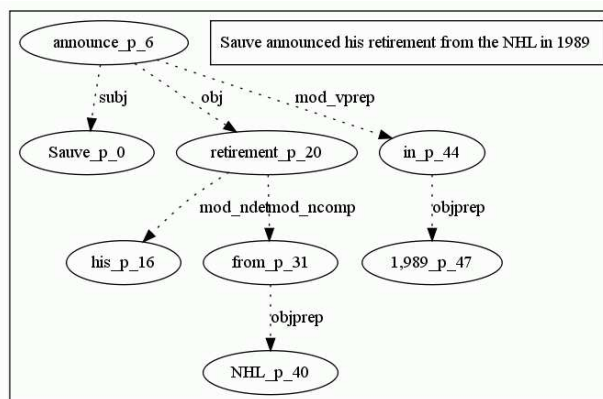 announce_p_6
Sauve announced his retirement from the NHL in 1989
subj
obj
mod_vprep
Sauve_p_0
retirement_p_20
in_p_44
mod_ndet
mod_ncomp
objprep
his_p_16
from_p_31
1,989_p_47
objprep
NHL_p_40